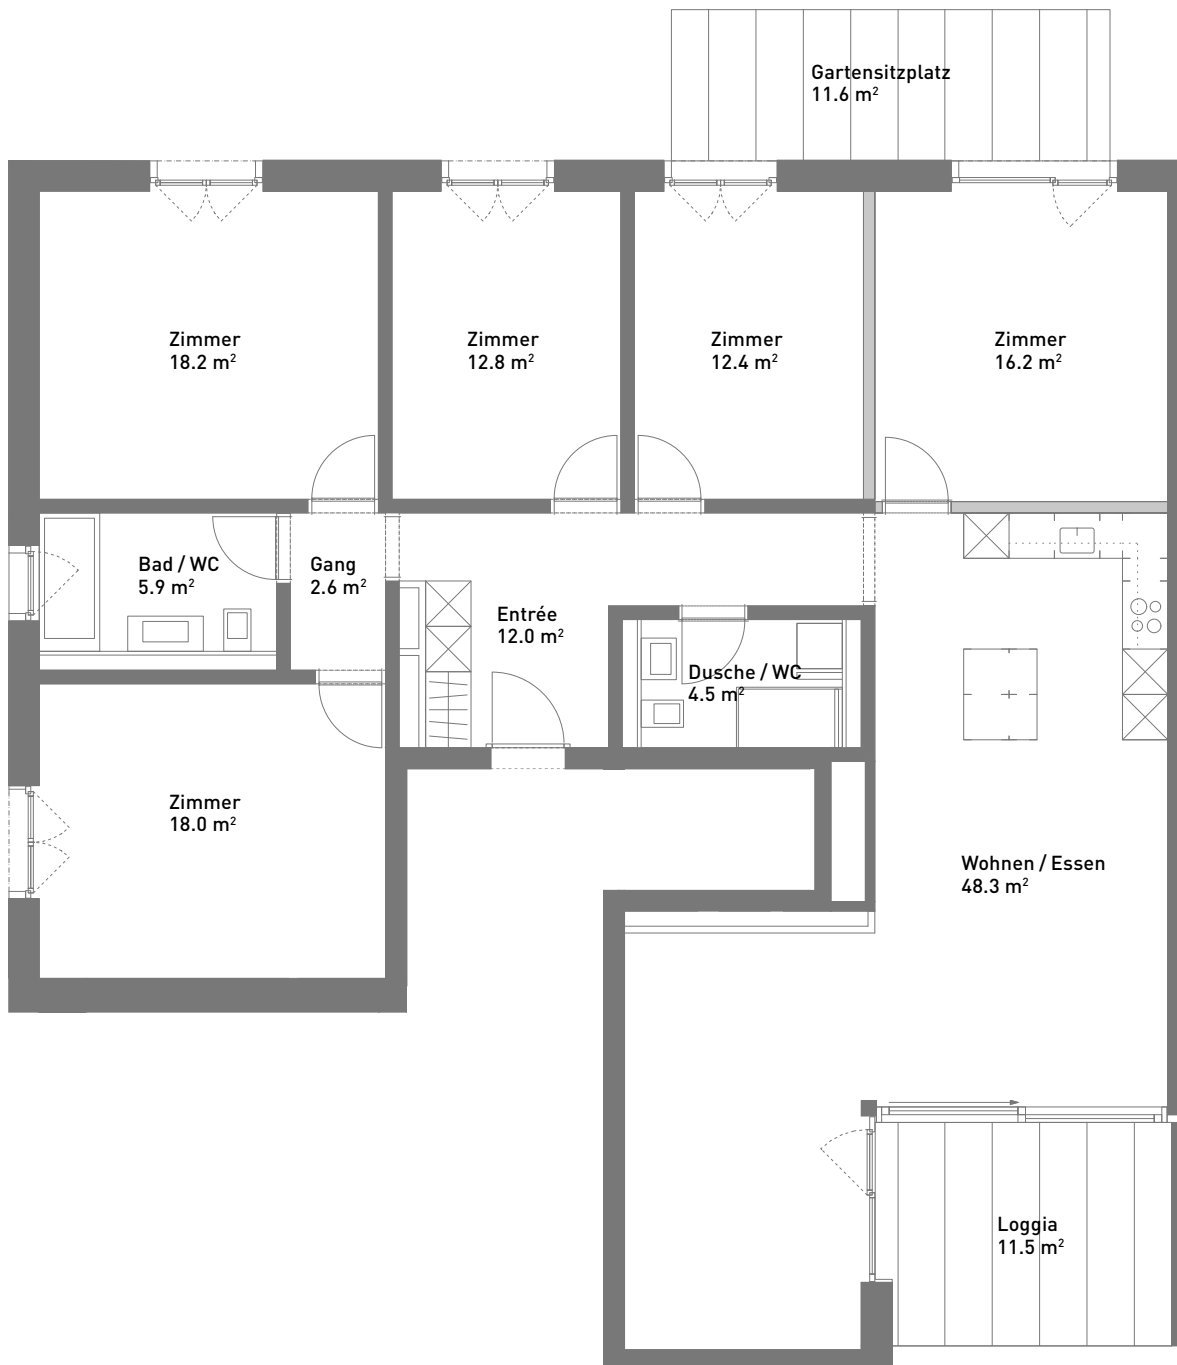 Gartensitzplatz
11.6 m²
Zimmer
18.2 m²
Zimmer
12.8 m²
Zimmer
12.4 m²
Zimmer
16.2 m²
Bad / WC
5.9 m²
Gang
2.6 m²
Entrée
12.0 m²
Dusche / WC
4.5 m²
Zimmer
18.0 m²
Wohnen / Essen
48.3 m²
Loggia
11.5 m²